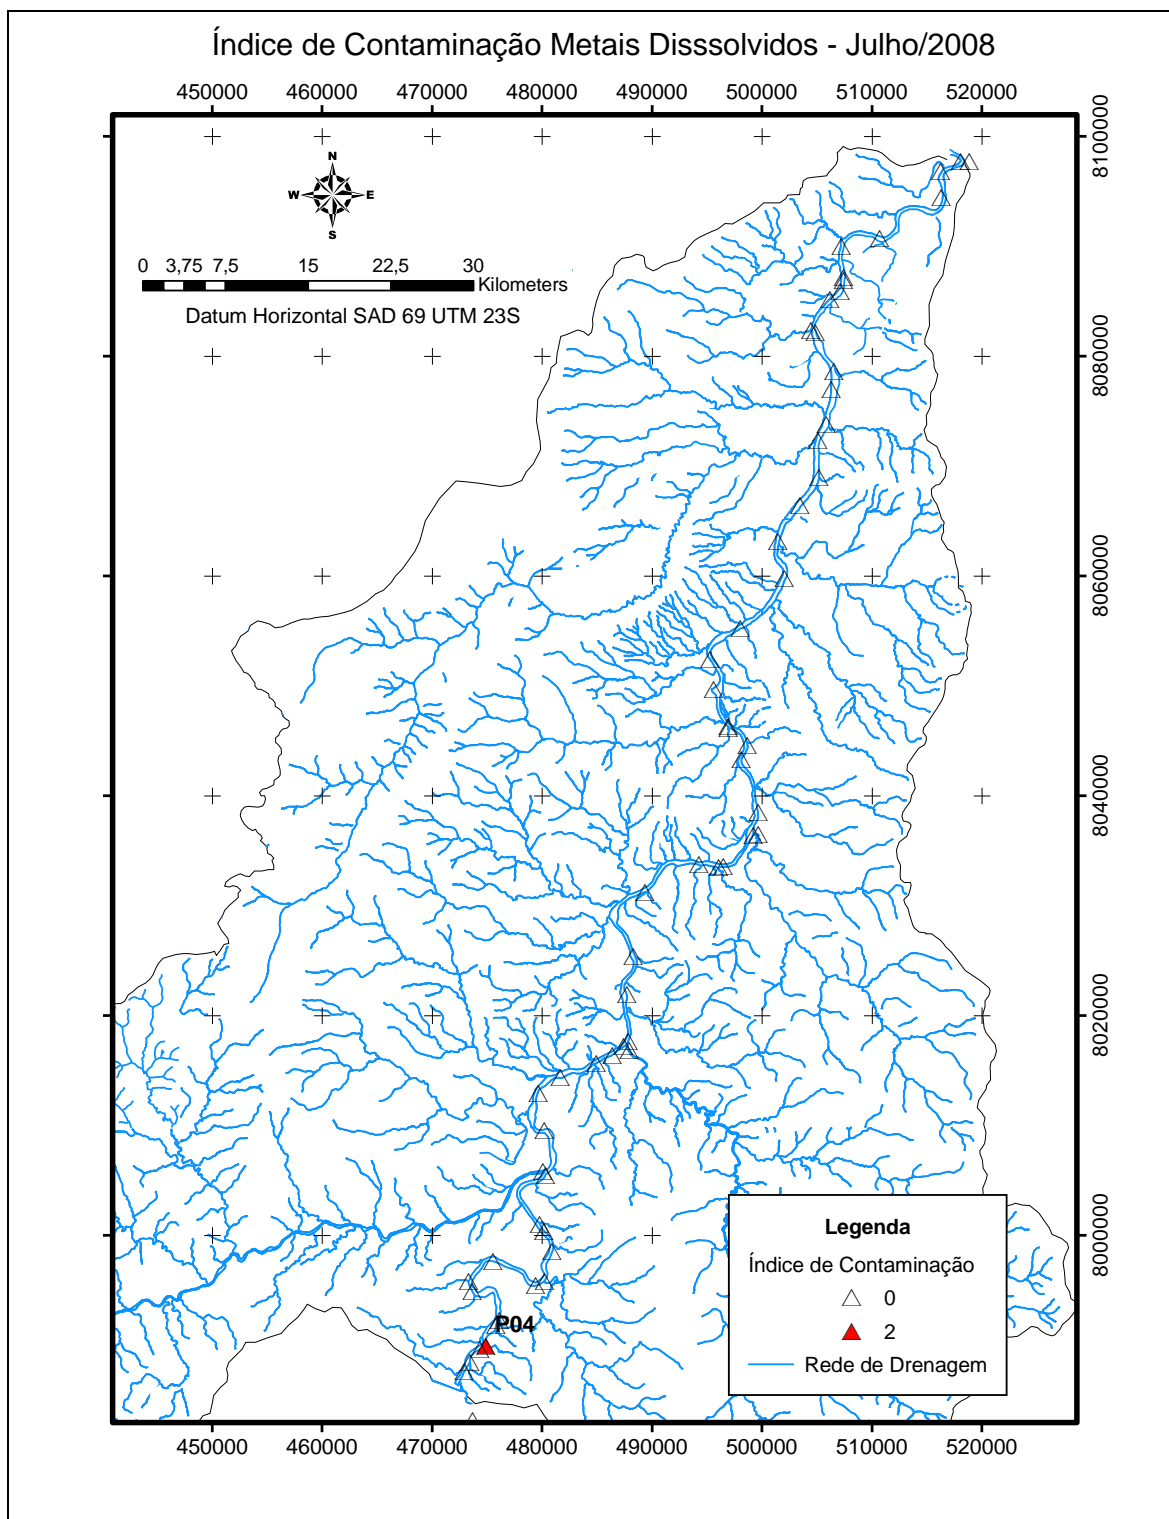 Índice de Contaminação Metais Disssolvidos - Julho/2008
450000 460000 470000 480000 490000 500000 510000 520000
8100000
8080000
8060000
8040000
8020000
8000000
N
W E
S
0 3,75 7,5 15 22,5 30
Kilometers
Datum Horizontal SAD 69 UTM 23S
P04
Legenda
Índice de Contaminação
0
2
Rede de Drenagem
450000 460000 470000 480000 490000 500000 510000 520000